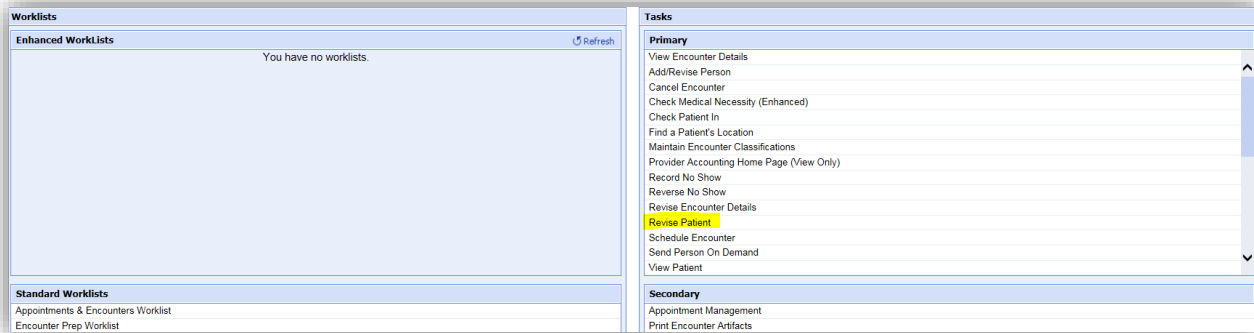 Worklists
Enhanced WorkLists
Refresh
You have no worklists.
Standard Worklists
Appointments & Encounters Worklist
Encounter Prep Worklist
Tasks
Primary
View Encounter Details
Add/Revise Person
Cancel Encounter
Check Medical Necessity (Enhanced)
Check Patient In
Find a Patient's Location
Maintain Encounter Classifications
Provider Accounting Home Page (View Only)
Record No Show
Reverse No Show
Revise Encounter Details
Revise Patient
Schedule Encounter
Send Person On Demand
View Patient
Secondary
Appointment Management
Print Encounter Artifacts